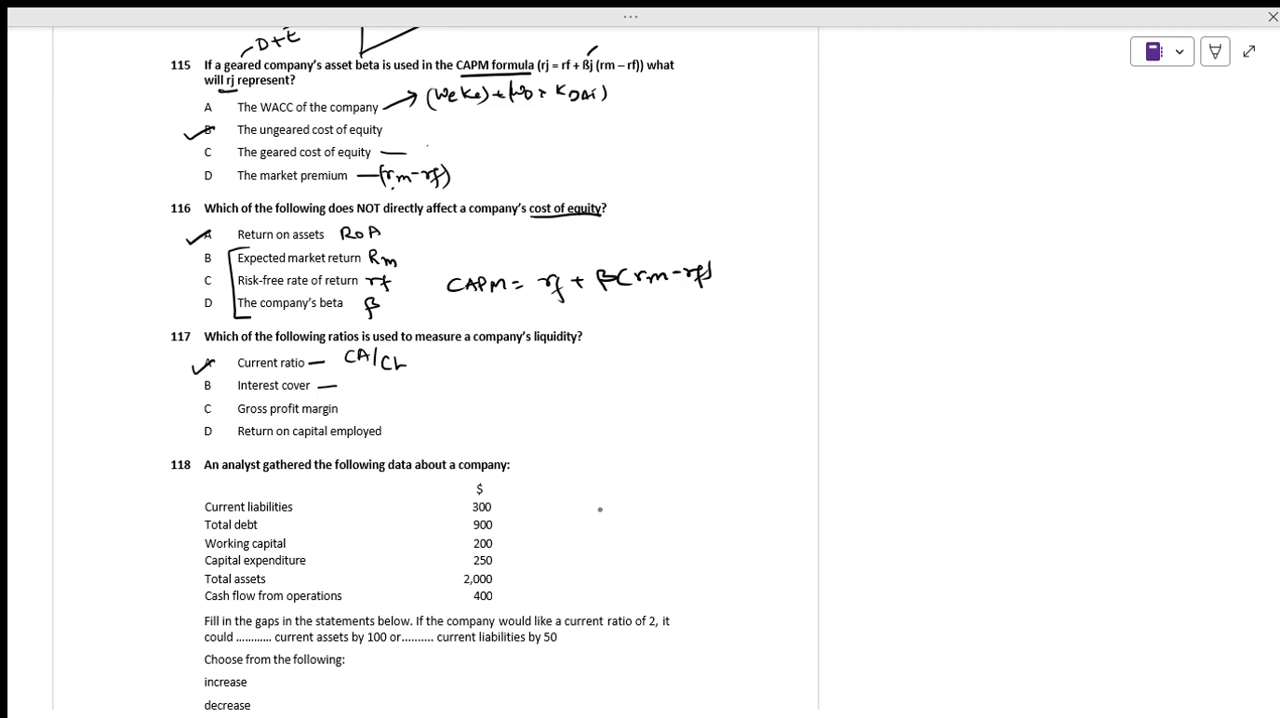 D+E
115 If a geared company's asset beta is used in the CAPM formula (rj = rf + ßj (rm – rf)) what
will rj represent?
A The WACC of the company (We Ke) + (WD × KDAT)
B The ungeared cost of equity
C The geared cost of equity
D The market premium (rm-rf)
116 Which of the following does NOT directly affect a company's cost of equity?
A Return on assets ROA
B Expected market return Rm
C Risk-free rate of return rf
CAPM = rf + β(rm-rf)
D The company's beta β
117 Which of the following ratios is used to measure a company's liquidity?
A Current ratio CA/CL
B Interest cover
C Gross profit margin
D Return on capital employed
118 An analyst gathered the following data about a company:
$
Current liabilities 300
Total debt 900
Working capital 200
Capital expenditure 250
Total assets 2,000
Cash flow from operations 400
Fill in the gaps in the statements below. If the company would like a current ratio of 2, it
could ............ current assets by 100 or.......... current liabilities by 50
Choose from the following:
increase
decrease